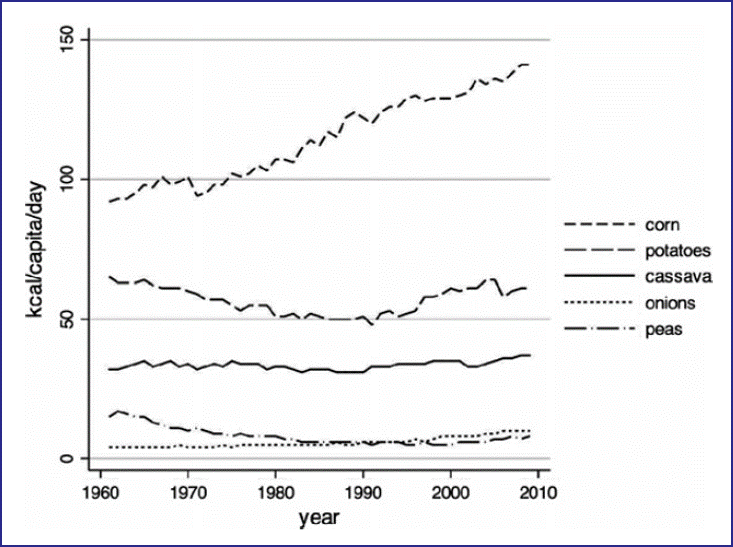 150
100
50
0
kcal/capita/day
1960 1970 1980 1990 2000 2010
year
corn
potatoes
cassava
onions
peas